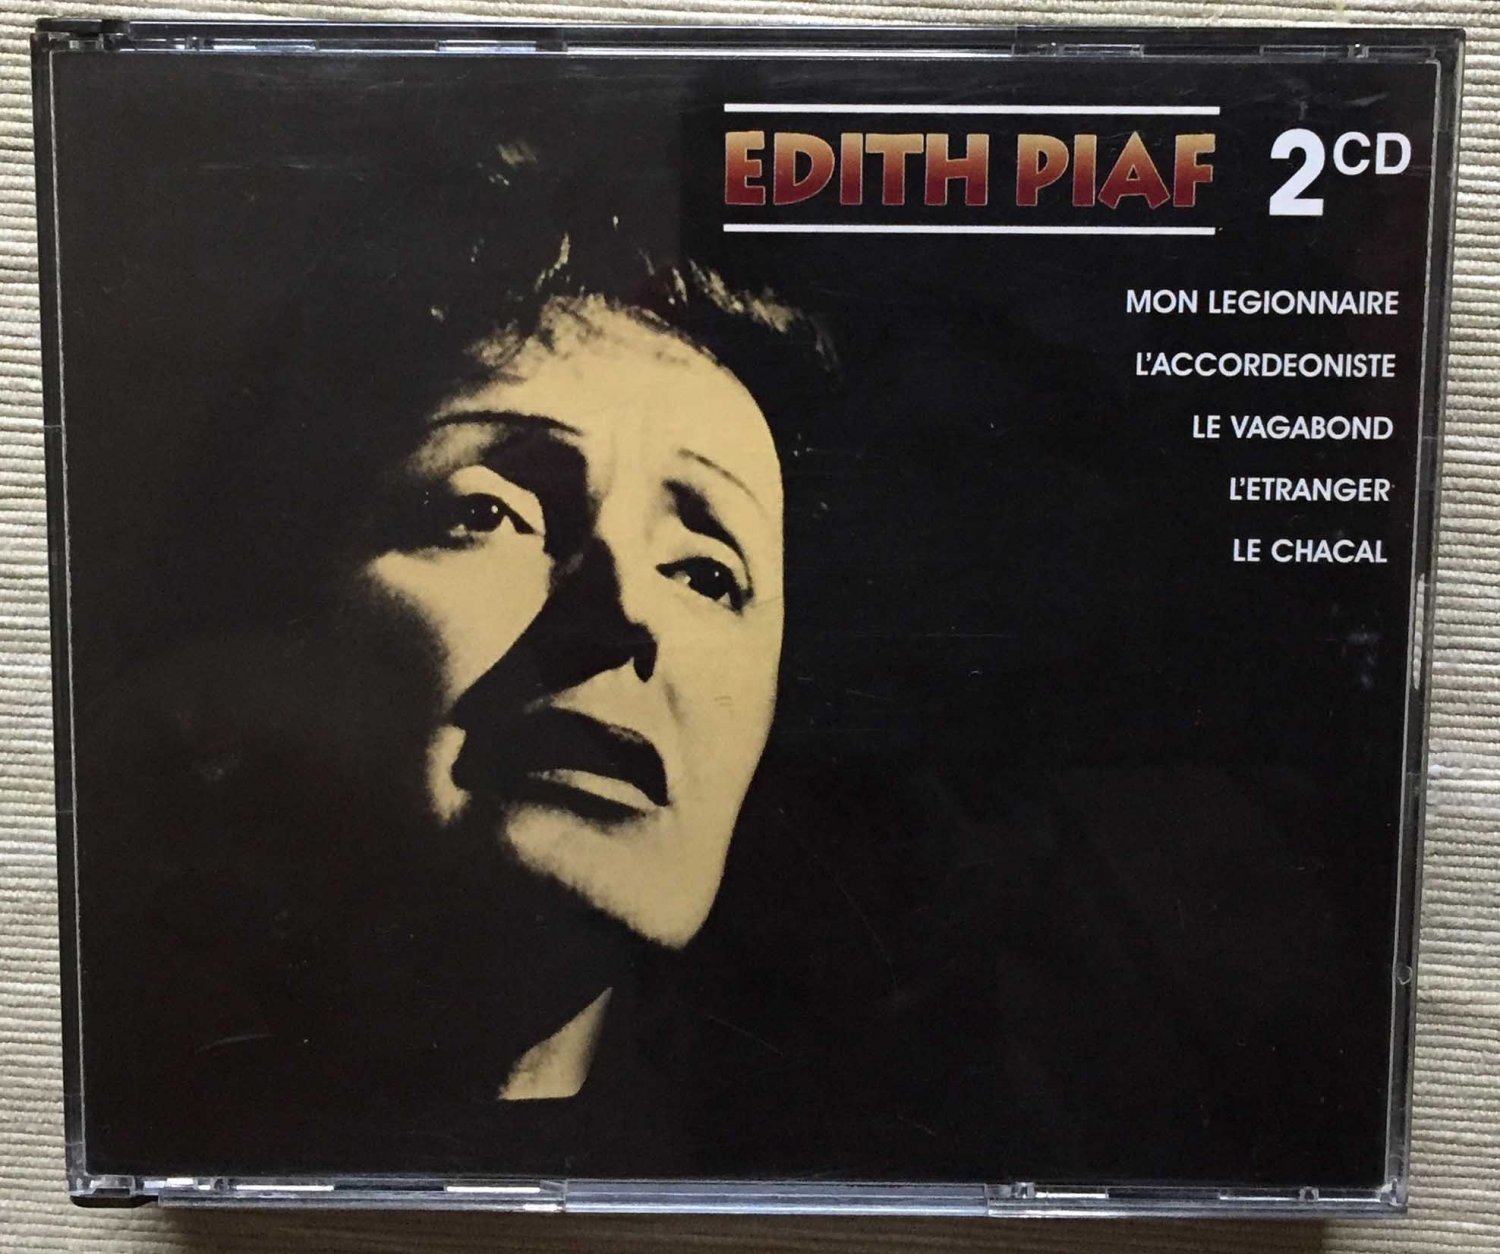 EDITH PIAF 2CD
MON LEGIONNAIRE
L'ACCORDEONISTE
LE VAGABOND
L'ETRANGER
LE CHACAL